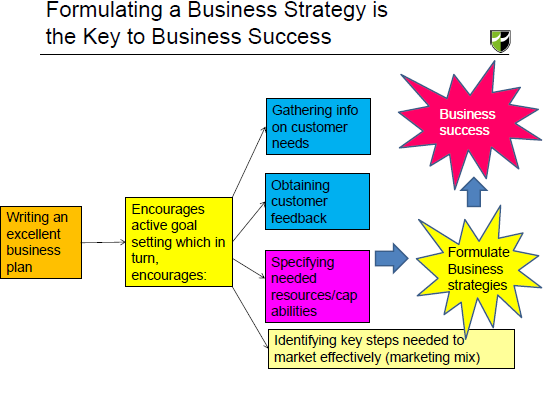 Formulating a Business Strategy is
the Key to Business Success
Gathering info
on customer
needs
Business
success
Obtaining
customer
feedback
Writing an
excellent
business
plan
Encourages
active goal
setting which in
turn,
encourages:
Specifying
needed
resources/cap
abilities
Formulate
Business
strategies
Identifying key steps needed to
market effectively (marketing mix)